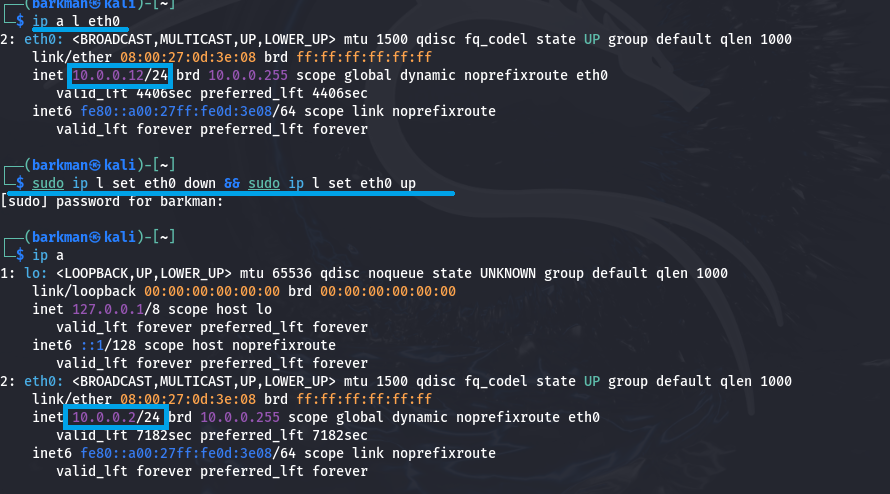 ┌──(barkman㉿kali)-[~]
└─$ ip a l eth0
2: eth0: <BROADCAST,MULTICAST,UP,LOWER_UP> mtu 1500 qdisc fq_codel state UP group default qlen 1000
    link/ether 08:00:27:0d:3e:08 brd ff:ff:ff:ff:ff:ff
    inet 10.0.0.12/24 brd 10.0.0.255 scope global dynamic noprefixroute eth0
       valid_lft 4406sec preferred_lft 4406sec
    inet6 fe80::a00:27ff:fe0d:3e08/64 scope link noprefixroute
       valid_lft forever preferred_lft forever

┌──(barkman㉿kali)-[~]
└─$ sudo ip l set eth0 down && sudo ip l set eth0 up
[sudo] password for barkman:

┌──(barkman㉿kali)-[~]
└─$ ip a
1: lo: <LOOPBACK,UP,LOWER_UP> mtu 65536 qdisc noqueue state UNKNOWN group default qlen 1000
    link/loopback 00:00:00:00:00:00 brd 00:00:00:00:00:00
    inet 127.0.0.1/8 scope host lo
       valid_lft forever preferred_lft forever
    inet6 ::1/128 scope host noprefixroute
       valid_lft forever preferred_lft forever
2: eth0: <BROADCAST,MULTICAST,UP,LOWER_UP> mtu 1500 qdisc fq_codel state UP group default qlen 1000
    link/ether 08:00:27:0d:3e:08 brd ff:ff:ff:ff:ff:ff
    inet 10.0.0.2/24 brd 10.0.0.255 scope global dynamic noprefixroute eth0
       valid_lft 7182sec preferred_lft 7182sec
    inet6 fe80::a00:27ff:fe0d:3e08/64 scope link noprefixroute
       valid_lft forever preferred_lft forever